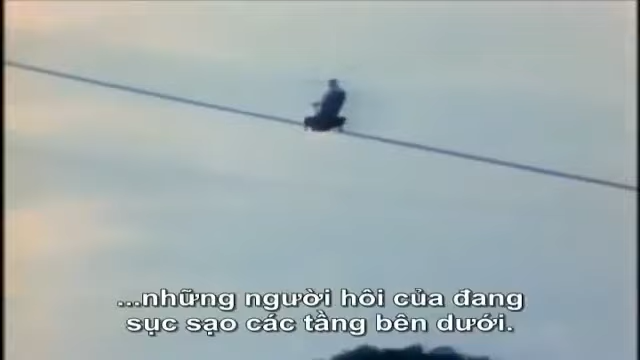 ...những người hôi của đang
sục sạo các tầng bên dưới.